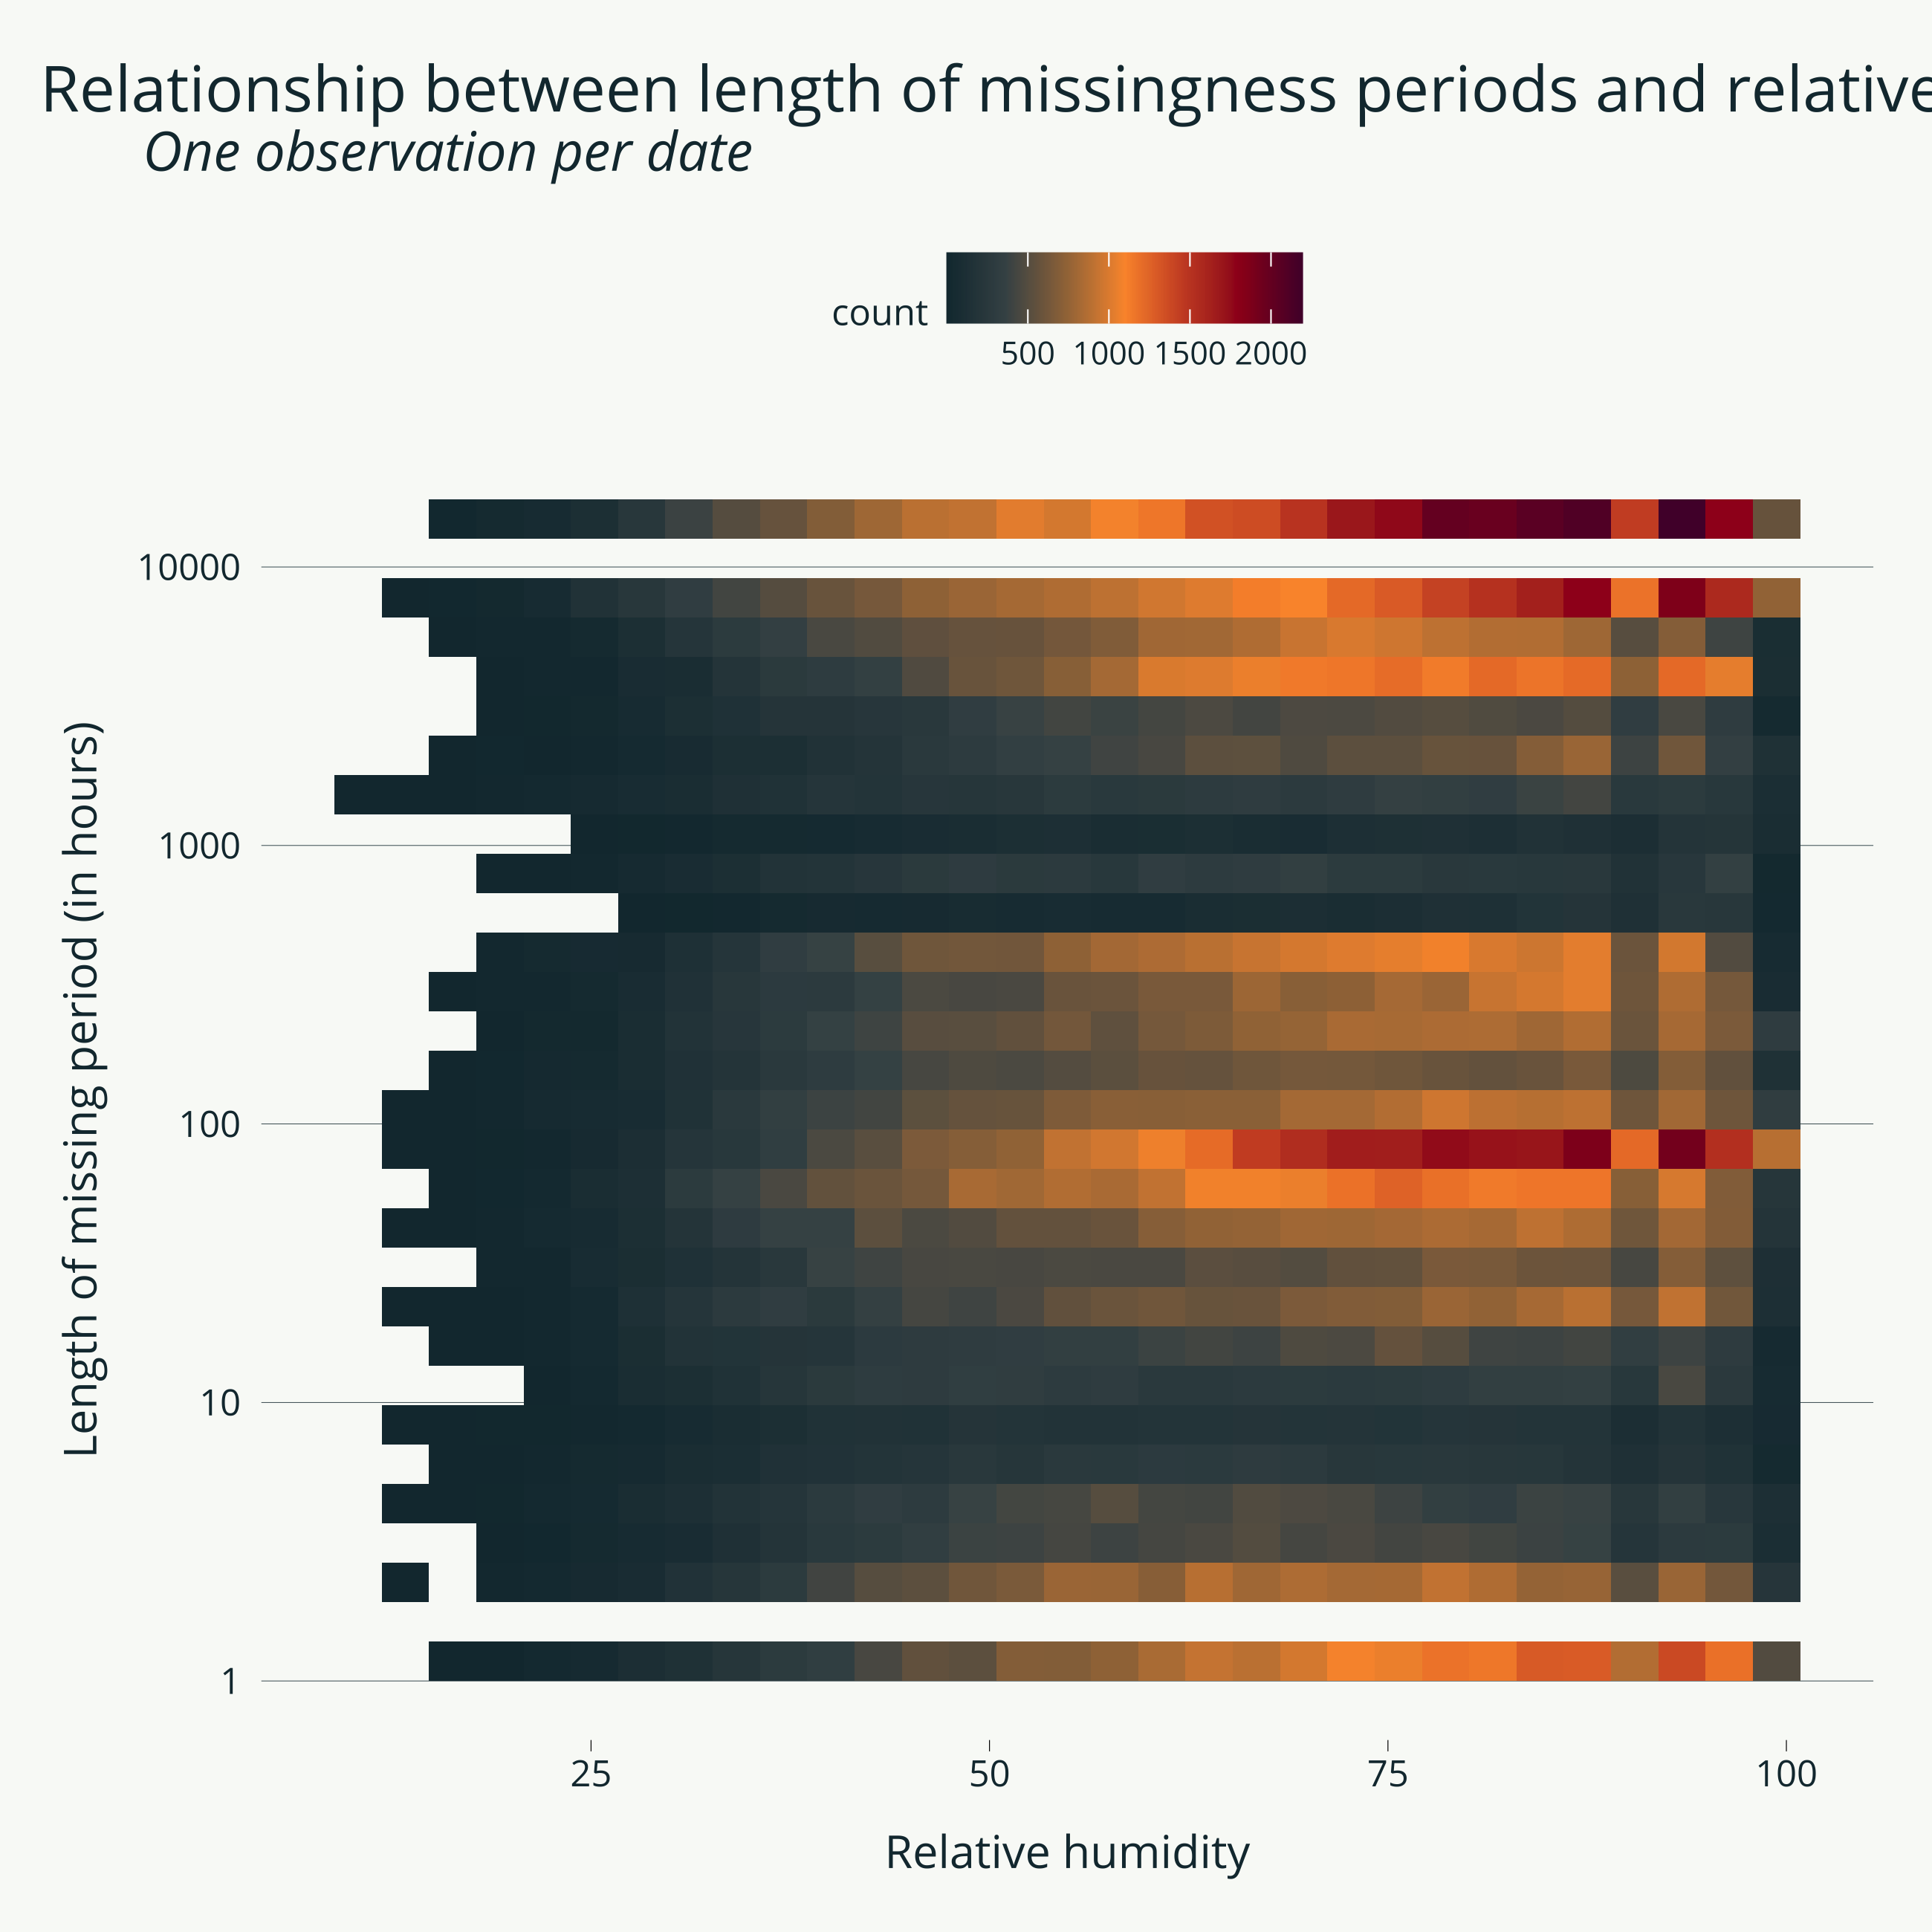 Relationship between length of missingness periods and relative
One observation per date
count
500 1000 1500 2000
Length of missing period (in hours)
10000
1000
100
10
1
25 50 75 100
Relative humidity